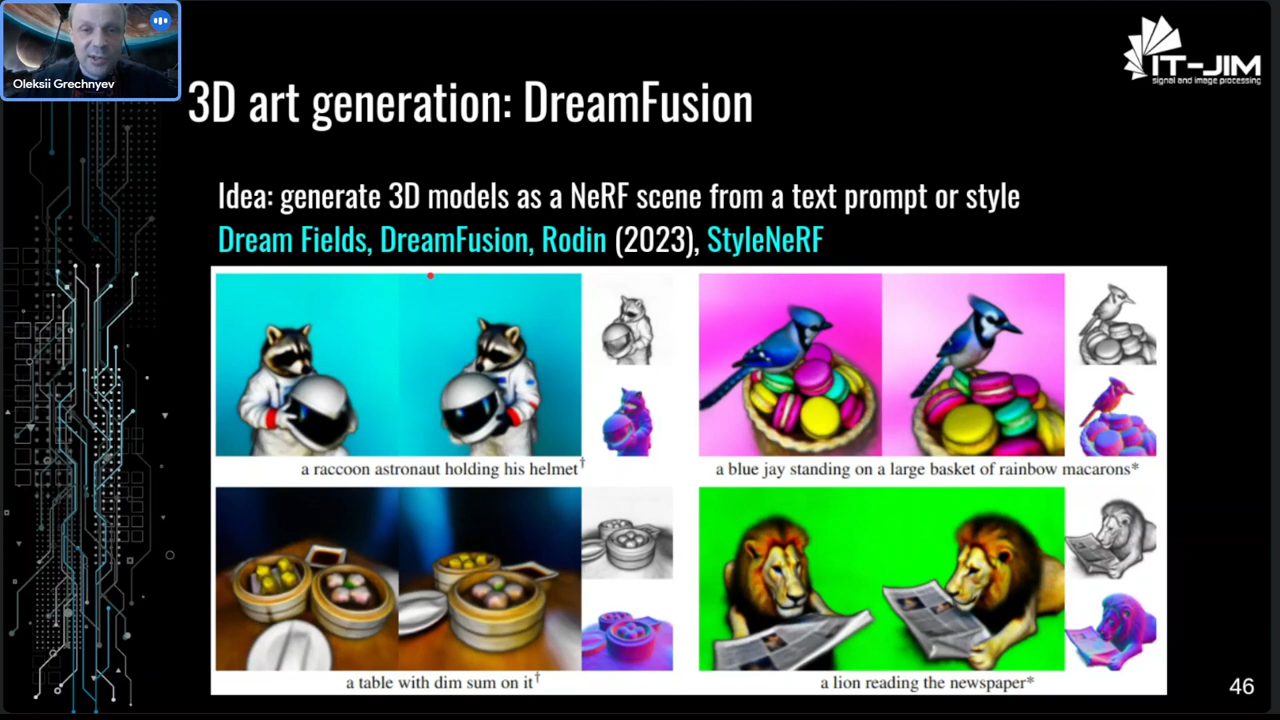 Oleksii Grechnyev
IT-JIM
signal and image processing
3D art generation: DreamFusion
Idea: generate 3D models as a NeRF scene from a text prompt or style
Dream Fields, DreamFusion, Rodin (2023), StyleNeRF
a raccoon astronaut holding his helmet†
a blue jay standing on a large basket of rainbow macarons*
a table with dim sum on it†
a lion reading the newspaper*
46